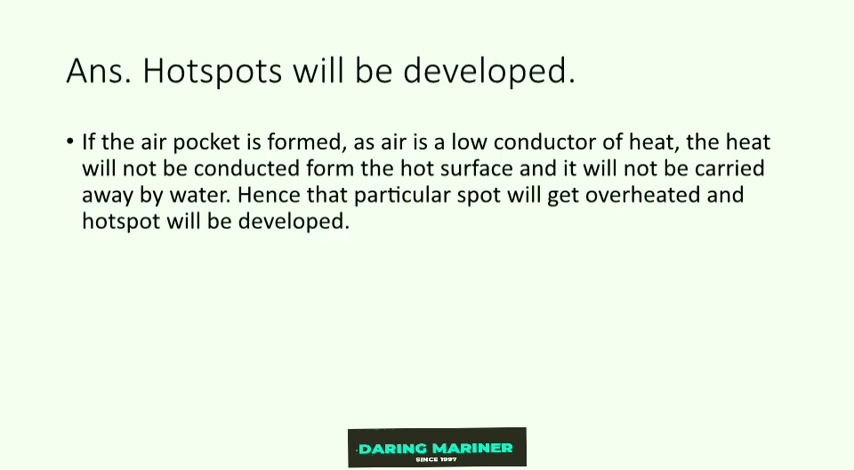 Ans. Hotspots will be developed.
• If the air pocket is formed, as air is a low conductor of heat, the heat
will not be conducted form the hot surface and it will not be carried
away by water. Hence that particular spot will get overheated and
hotspot will be developed.
DARING MARINER
SINCE 1997